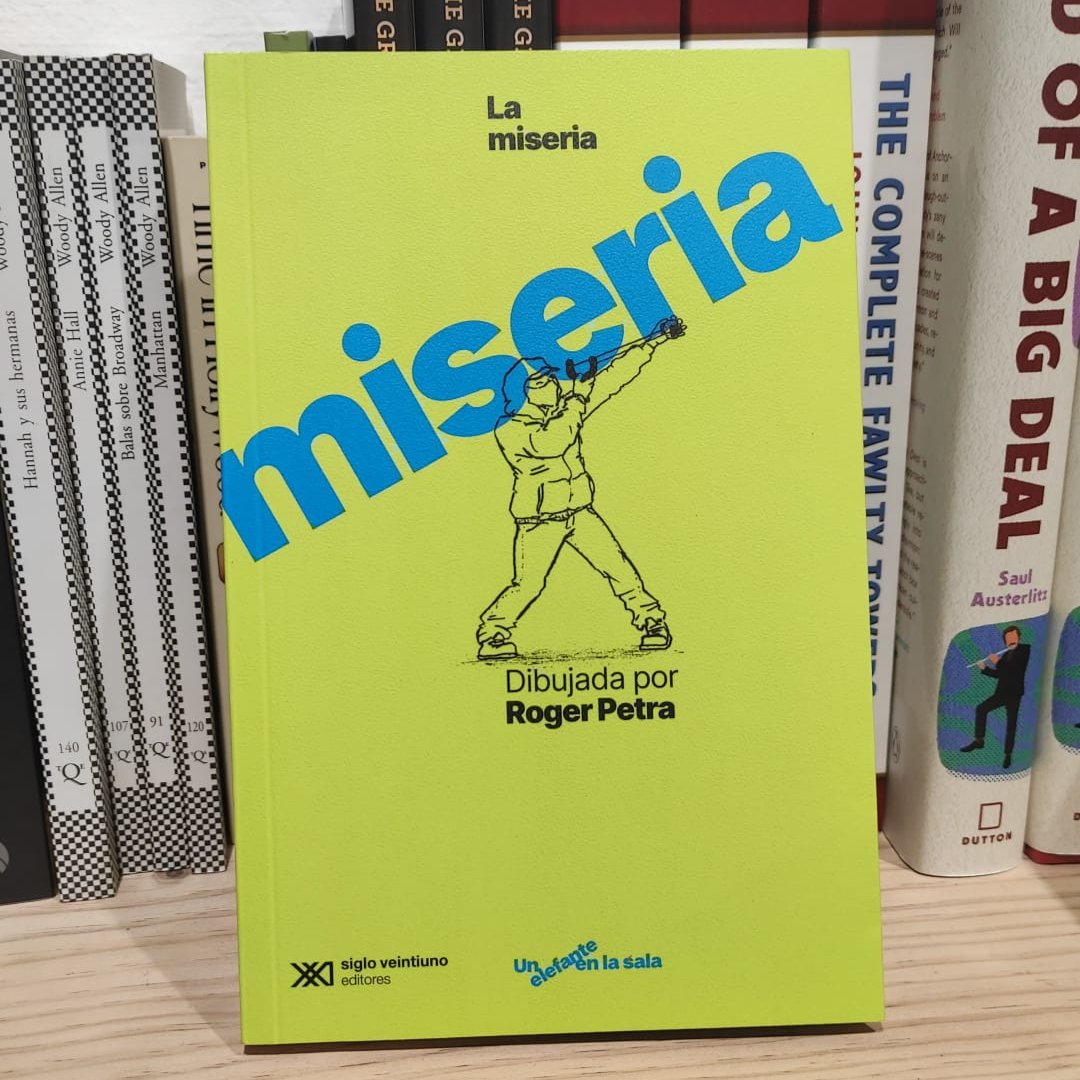 La
miseria
miseria
Dibujada por
Roger Petra
siglo veintiuno
editores
Un elefante en la sala
Hannah y sus hermanas
140
Annie Hall Woody Allen
107
Balas sobre Broadway Woody Allen
91
Manhattan Woody Allen
120
THE COMPLETE FAWLTY TOWERS
OF A BIG DEAL
Saul
Austerlitz
DUTTON